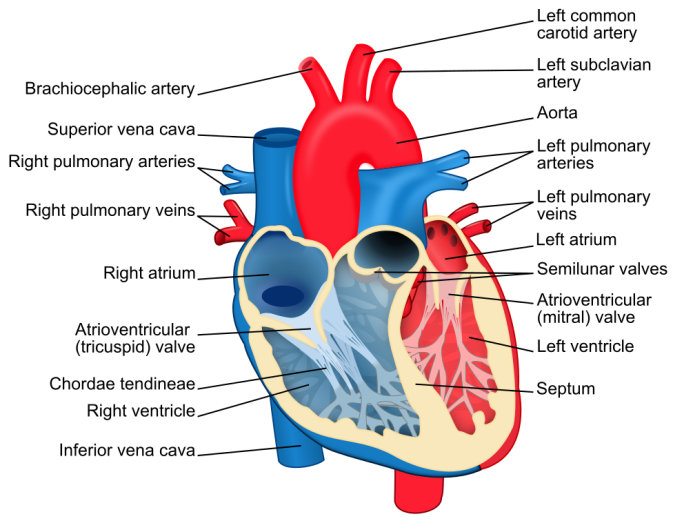 Left common
carotid artery
Left subclavian
artery
Brachiocephalic artery
Aorta
Superior vena cava
Left pulmonary
arteries
Right pulmonary arteries
Left pulmonary
veins
Right pulmonary veins
Left atrium
Semilunar valves
Right atrium
Atrioventricular
(mitral) valve
Atrioventricular
(tricuspid) valve
Left ventricle
Chordae tendineae
Septum
Right ventricle
Inferior vena cava